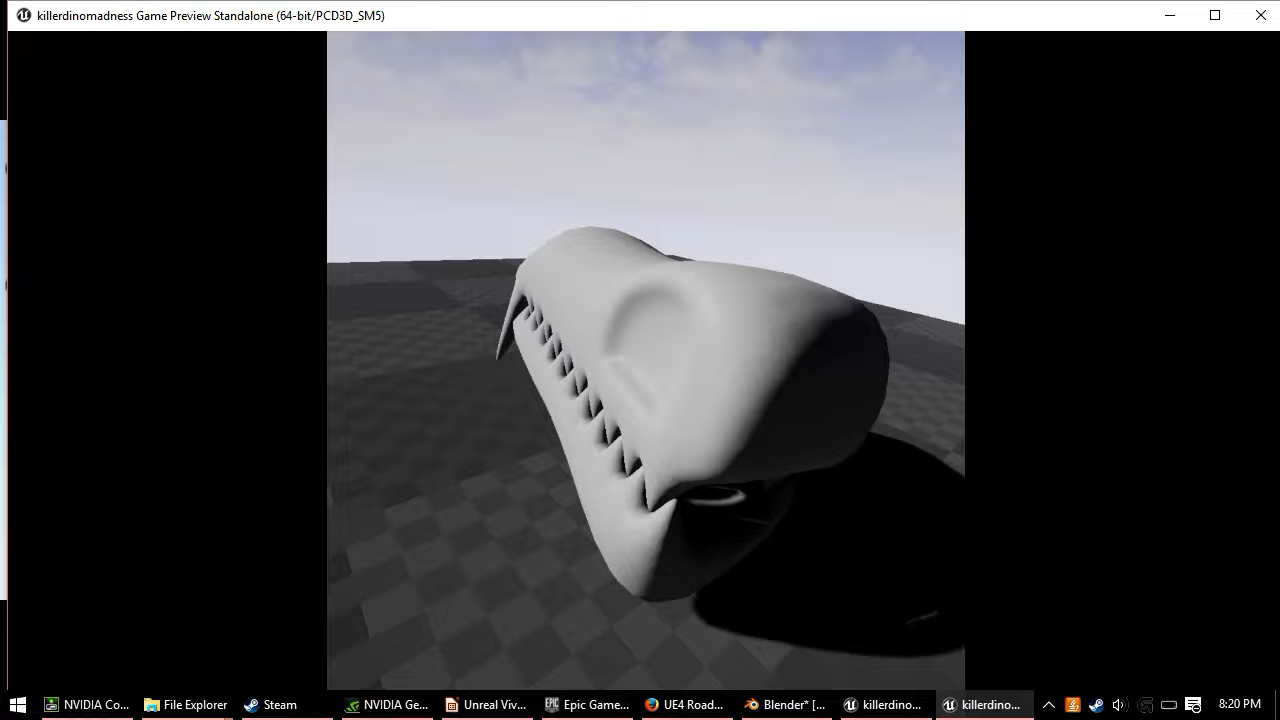 killerdinomadness Game Preview Standalone (64-bit/PCD3D_SM5)
NVIDIA Co... File Explorer Steam NVIDIA Ge... Unreal Viv... Epic Game... UE4 Road... Blender* [... killerdino... killerdino... 8:20 PM